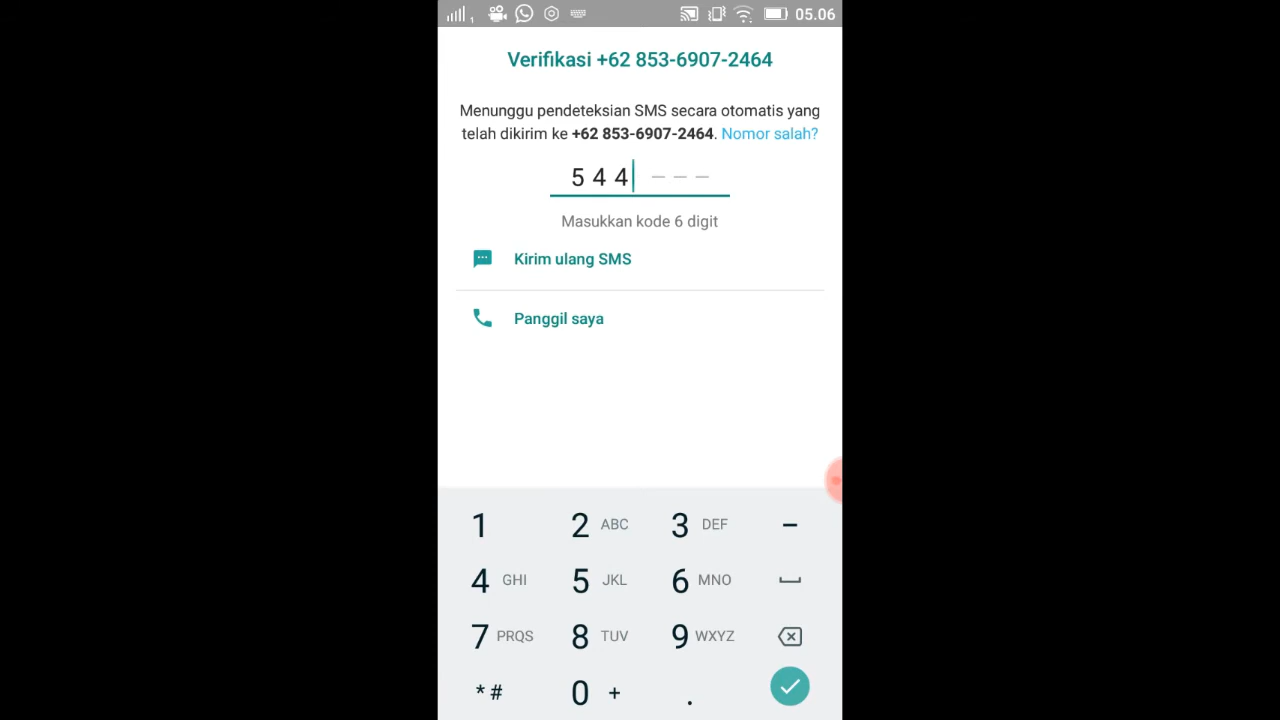 05.06
Verifikasi +62 853-6907-2464
Menunggu pendeteksian SMS secara otomatis yang
telah dikirim ke +62 853-6907-2464. Nomor salah?
5 4 4 – – –
Masukkan kode 6 digit
Kirim ulang SMS
Panggil saya
1 2 ABC 3 DEF –
4 GHI 5 JKL 6 MNO
7 PRQS 8 TUV 9 WXYZ
* # 0 + .